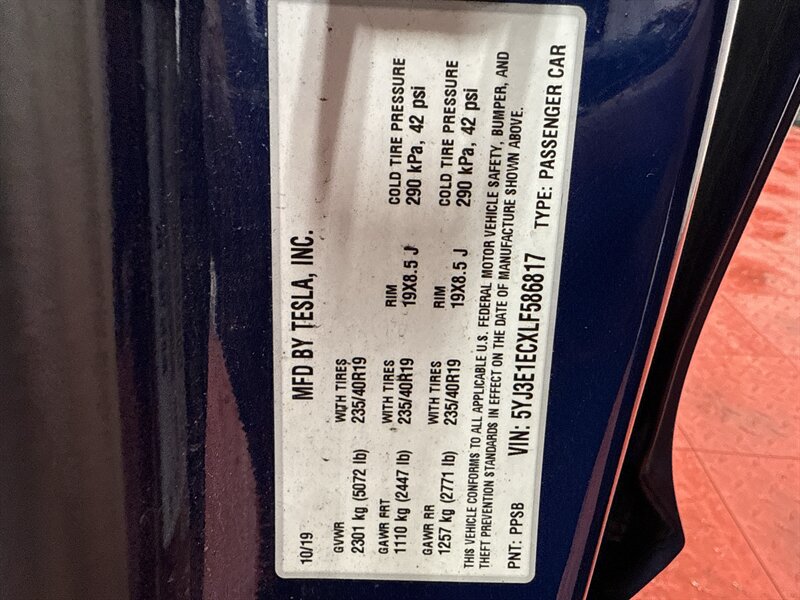 MFD BY TESLA, INC.
10/19
GVWR WITH TIRES
2301 kg (5072 lb) 235/40R19
GAWR FRT WITH TIRES RIM COLD TIRE PRESSURE
1110 kg (2447 lb) 235/40R19 19X8.5 J 290 kPa, 42 psi
GAWR RR WITH TIRES RIM COLD TIRE PRESSURE
1257 kg (2771 lb) 235/40R19 19X8.5 J 290 kPa, 42 psi
THIS VEHICLE CONFORMS TO ALL APPLICABLE U.S. FEDERAL MOTOR VEHICLE SAFETY, BUMPER, AND
THEFT PREVENTION STANDARDS IN EFFECT ON THE DATE OF MANUFACTURE SHOWN ABOVE.
PNT: PPSB VIN: 5YJ3E1ECXLF586817 TYPE: PASSENGER CAR